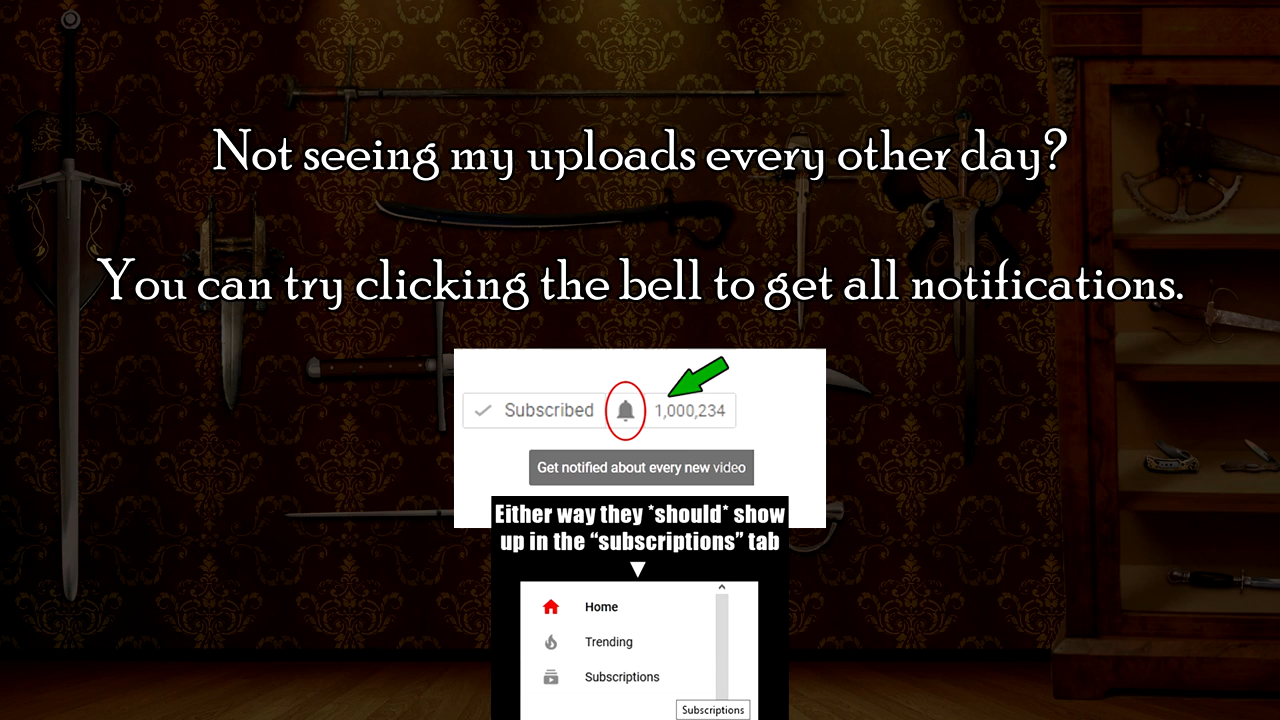 Not seeing my uploads every other day?
You can try clicking the bell to get all notifications.
Subscribed 1,000,234
Get notified about every new video
Either way they *should* show
up in the “subscriptions” tab
Home
Trending
Subscriptions
Subscriptions